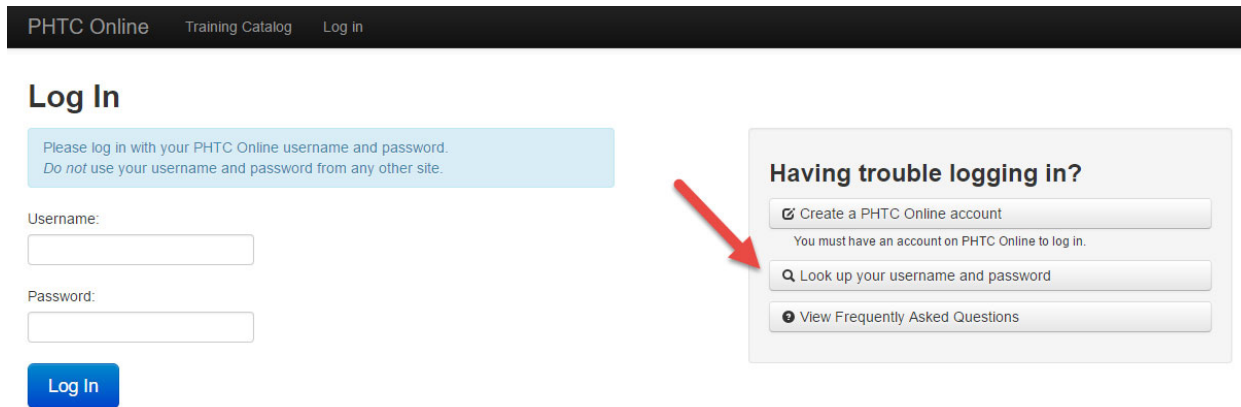 PHTC Online Training Catalog Log in
Log In
Please log in with your PHTC Online username and password.
Do not use your username and password from any other site.
Username:
Password:
Log In
Having trouble logging in?
Create a PHTC Online account
You must have an account on PHTC Online to log in.
Look up your username and password
View Frequently Asked Questions